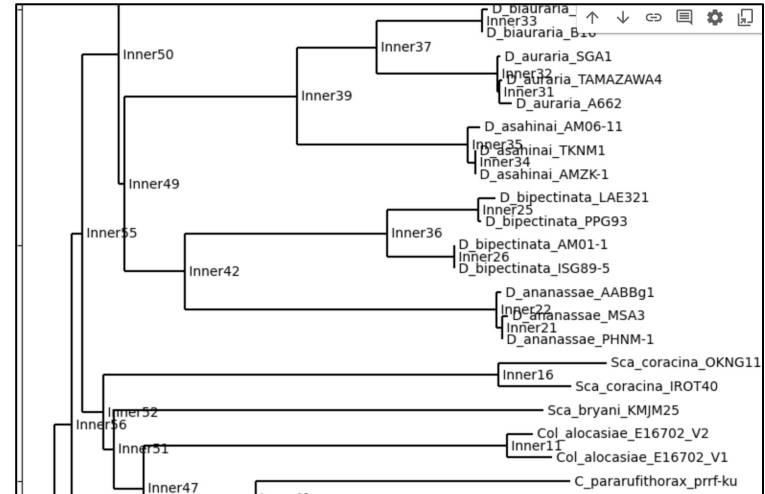 D_biauraria_
Inner33
D_biauraria_B16
Inner50
Inner37
D_auraria_SGA1
Inner32
D_auraria_TAMAZAWA4
Inner31
Inner39
D_auraria_A662
D_asahinai_AM06-11
Inner35
D_asahinai_TKNM1
Inner34
D_asahinai_AMZK-1
Inner49
D_bipectinata_LAE321
Inner25
D_bipectinata_PPG93
Inner55
Inner36
D_bipectinata_AM01-1
Inner26
D_bipectinata_ISG89-5
Inner42
D_ananassae_AABBg1
Inner22
D_ananassae_MSA3
Inner21
D_ananassae_PHNM-1
Sca_coracina_OKNG11
Inner16
Sca_coracina_IROT40
Inner52
Sca_bryani_KMJM25
Inner56
Col_alocasiae_E16702_V2
Inner11
Inner51
Col_alocasiae_E16702_V1
C_pararufithorax_prrf-ku
Inner47